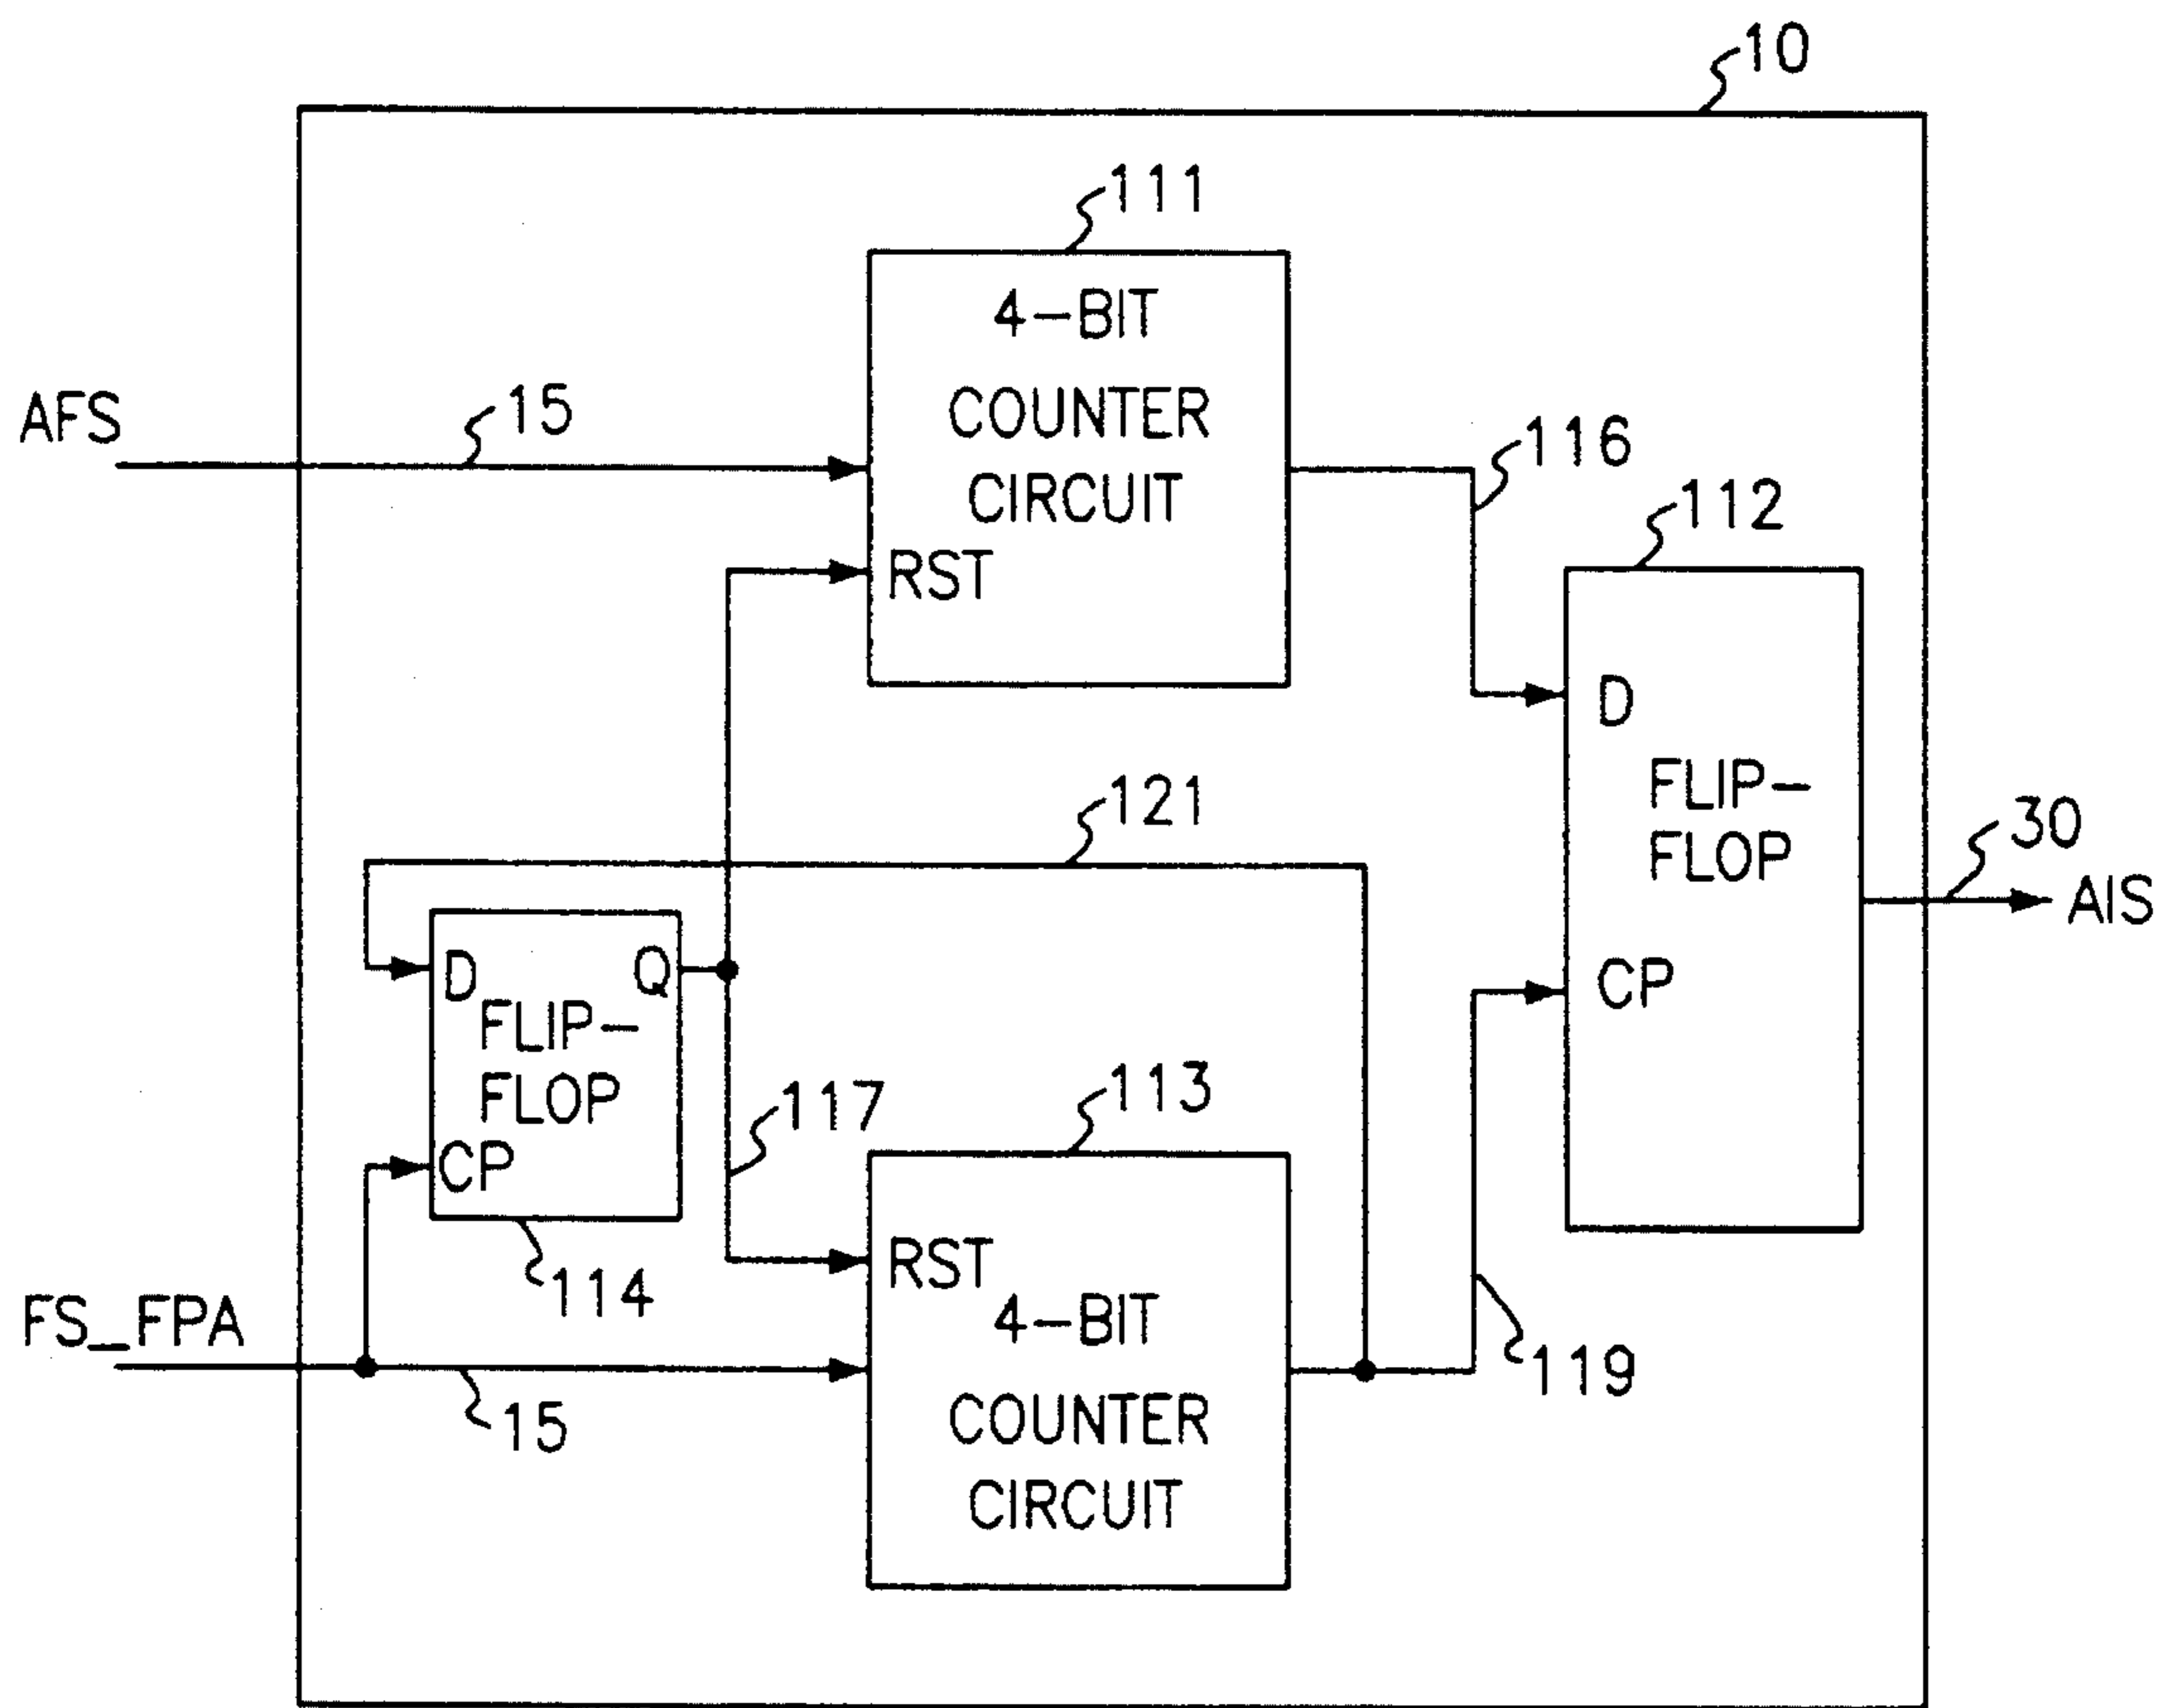 10
111
4-BIT
COUNTER
CIRCUIT
RST
AFS
15
116
112
D
FLIP-
FLOP
CP
30
AIS
121
D
Q
FLIP-
FLOP
CP
114
117
113
RST
4-BIT
COUNTER
CIRCUIT
119
FS_FPA
15